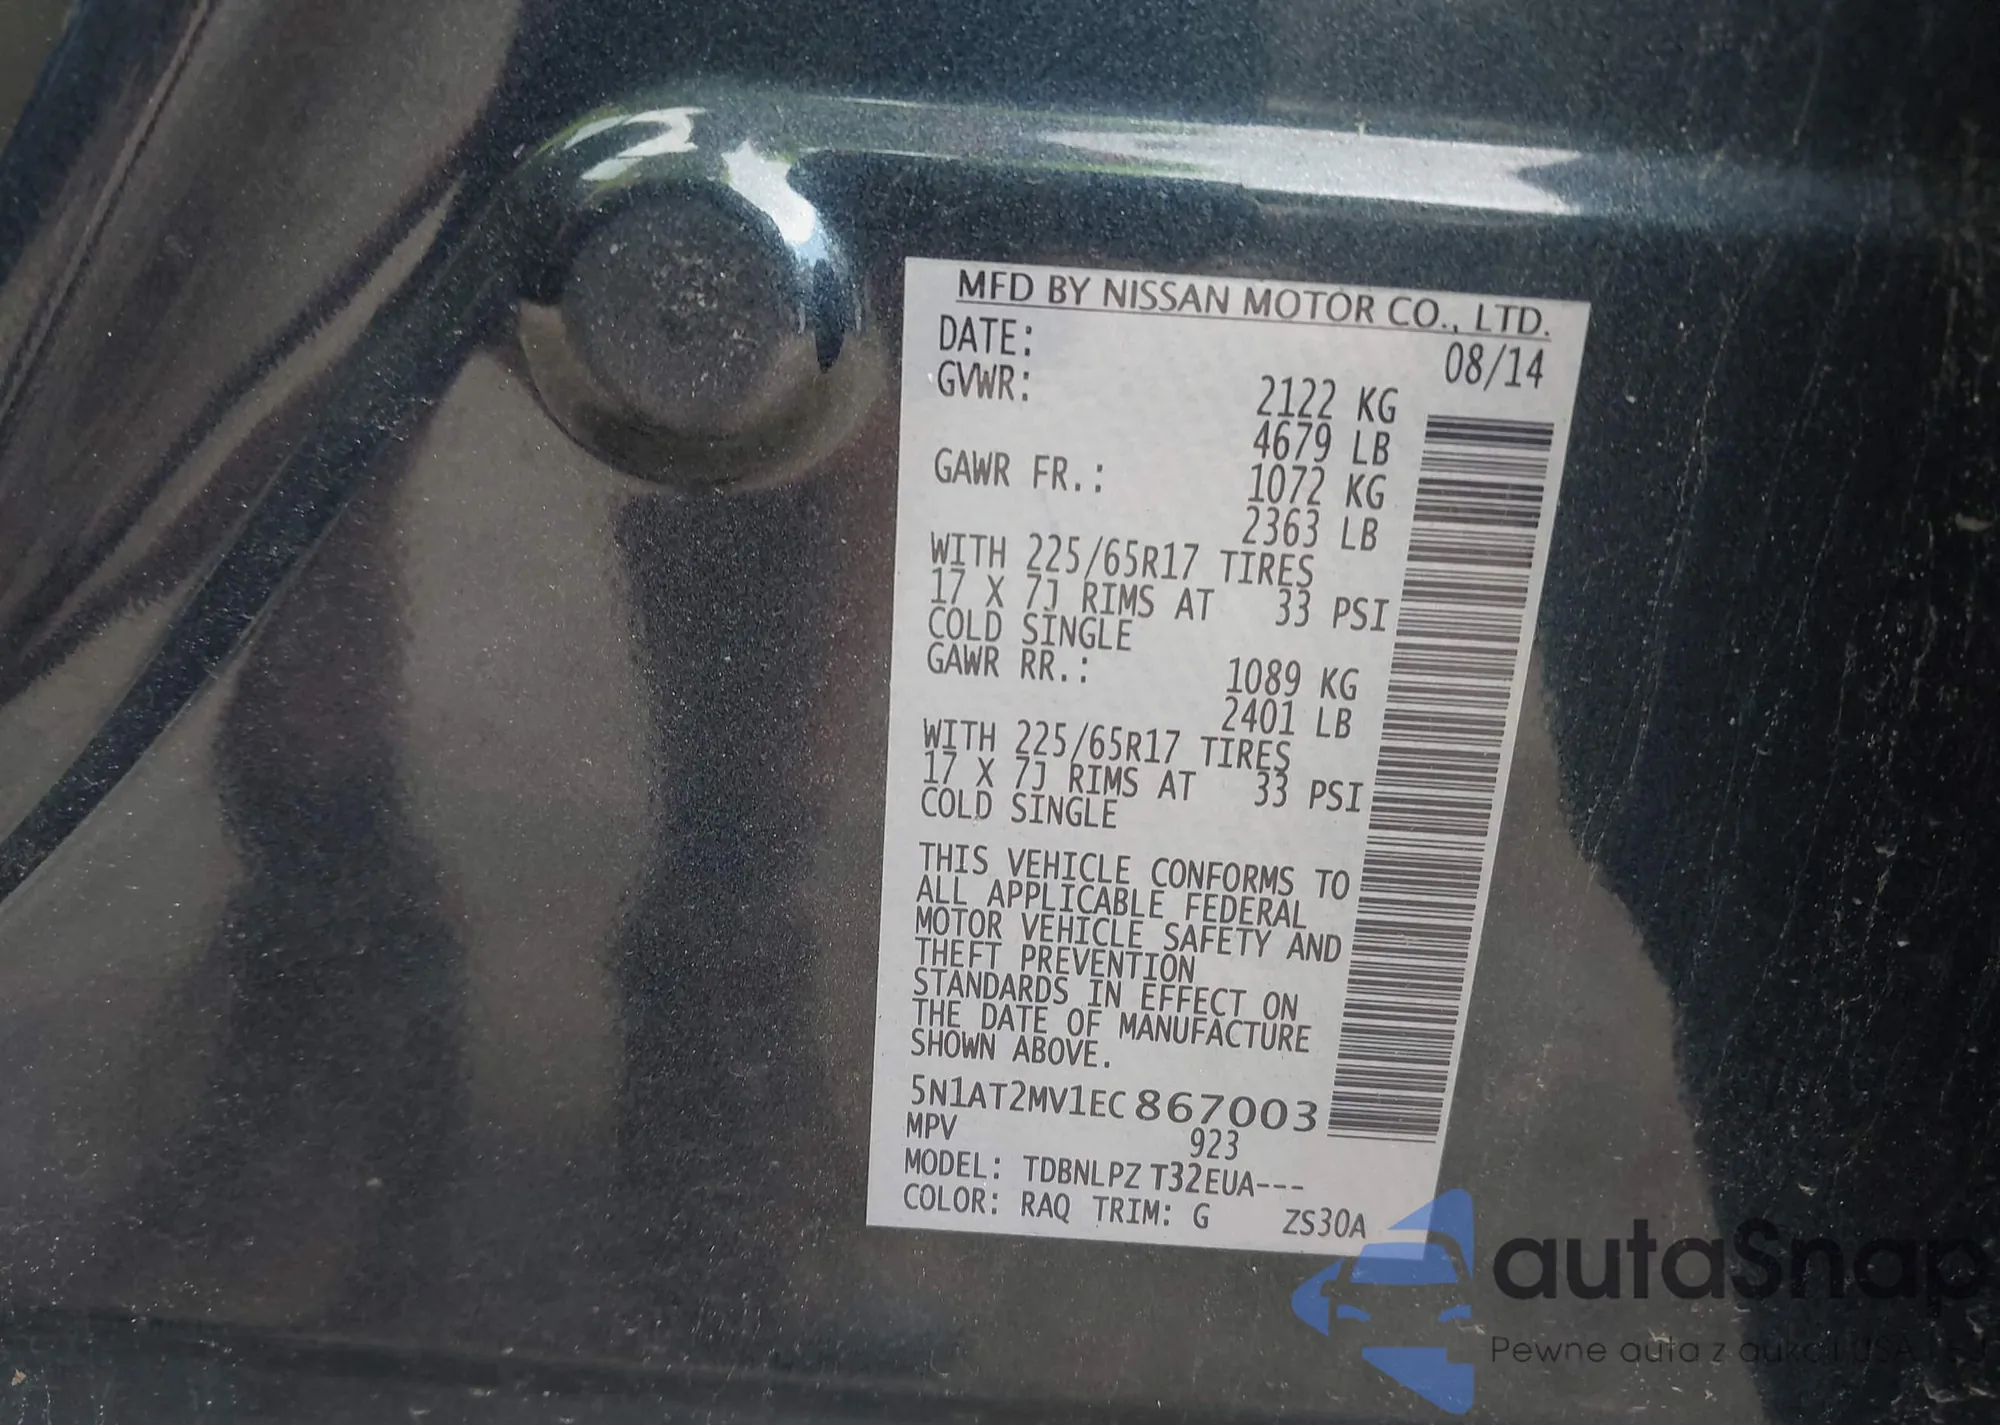 MFD BY NISSAN MOTOR CO., LTD.
DATE: 08/14
GVWR: 2122 KG
4679 LB
GAWR FR.: 1072 KG
2363 LB
WITH 225/65R17 TIRES
17 X 7J RIMS AT 33 PSI
COLD SINGLE
GAWR RR.: 1089 KG
2401 LB
WITH 225/65R17 TIRES
17 X 7J RIMS AT 33 PSI
COLD SINGLE
THIS VEHICLE CONFORMS TO
ALL APPLICABLE FEDERAL
MOTOR VEHICLE SAFETY AND
THEFT PREVENTION
STANDARDS IN EFFECT ON
THE DATE OF MANUFACTURE
SHOWN ABOVE.
5N1AT2MV1EC867003
MPV 923
MODEL: TDBNLPZ T32EUA---
COLOR: RAQ TRIM: G ZS30A
autaSnap
Pewne auta z aukcji USA